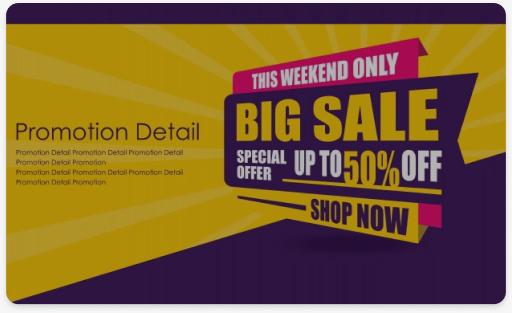 Promotion Detail
Promotion Detail Promotion Detail Promotion Detail
Promotion Detail Promotion
Promotion Detail Promotion Detail Promotion Detail
Promotion Detail Promotion
THIS WEEKEND ONLY
BIG SALE
SPECIAL OFFER UP TO 50% OFF
SHOP NOW